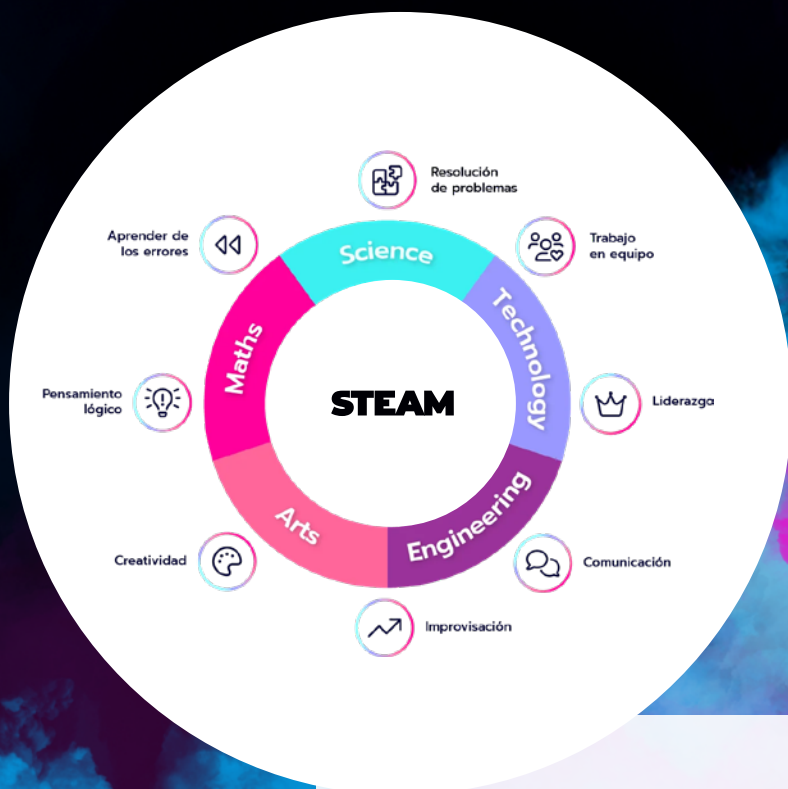 Resolución
de problemas
Aprender de
los errores
Science
Trabajo
en equipo
Technology
Maths
STEAM
Pensamiento
lógico
Liderazgo
Arts
Engineering
Creatividad
Comunicación
Improvisación